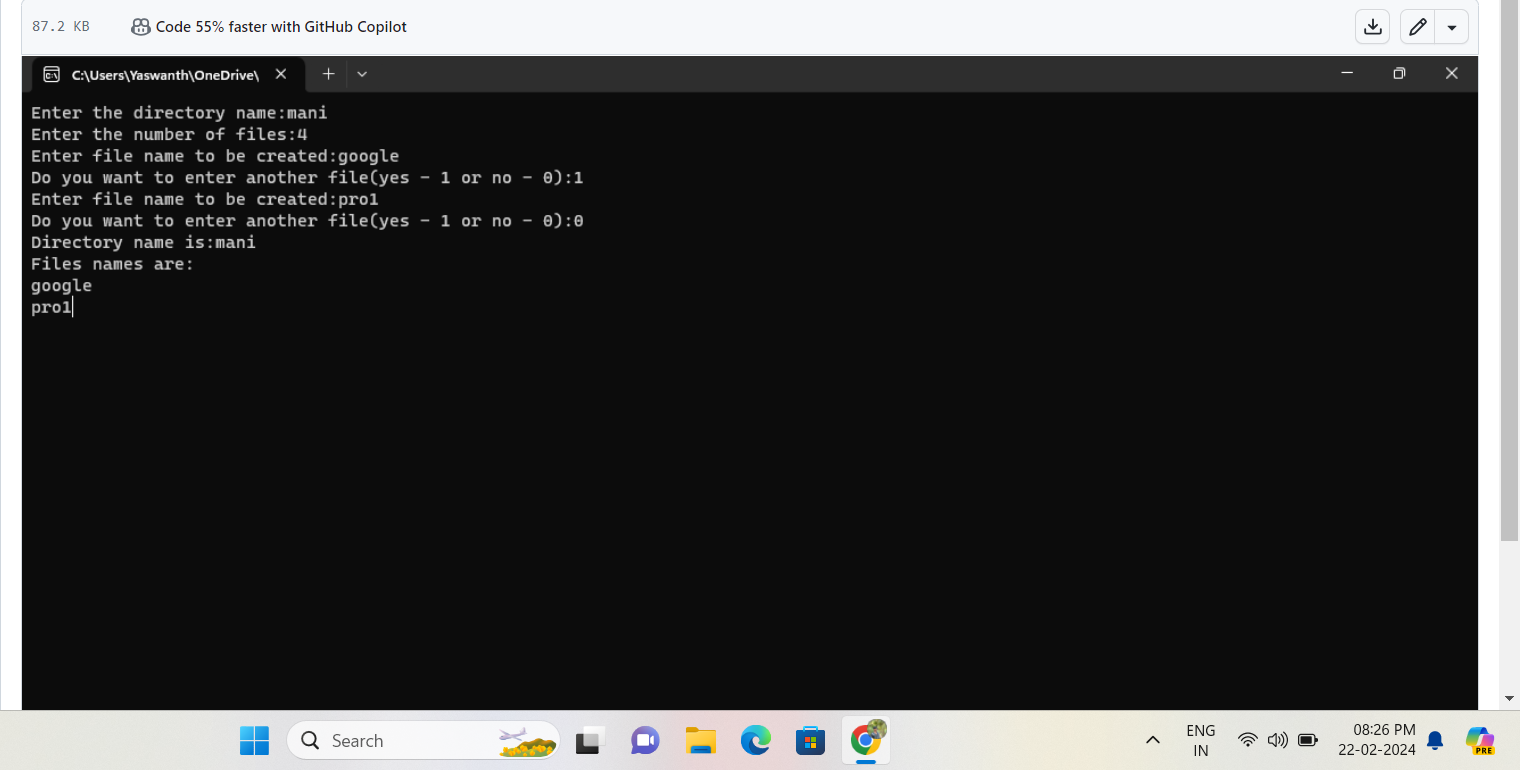 87.2 KB Code 55% faster with GitHub Copilot
C:\Users\Yaswanth\OneDrive\
Enter the directory name:mani
Enter the number of files:4
Enter file name to be created:google
Do you want to enter another file(yes - 1 or no - 0):1
Enter file name to be created:pro1
Do you want to enter another file(yes - 1 or no - 0):0
Directory name is:mani
Files names are:
google
pro1
Search
ENG
IN
08:26 PM
22-02-2024
PRE